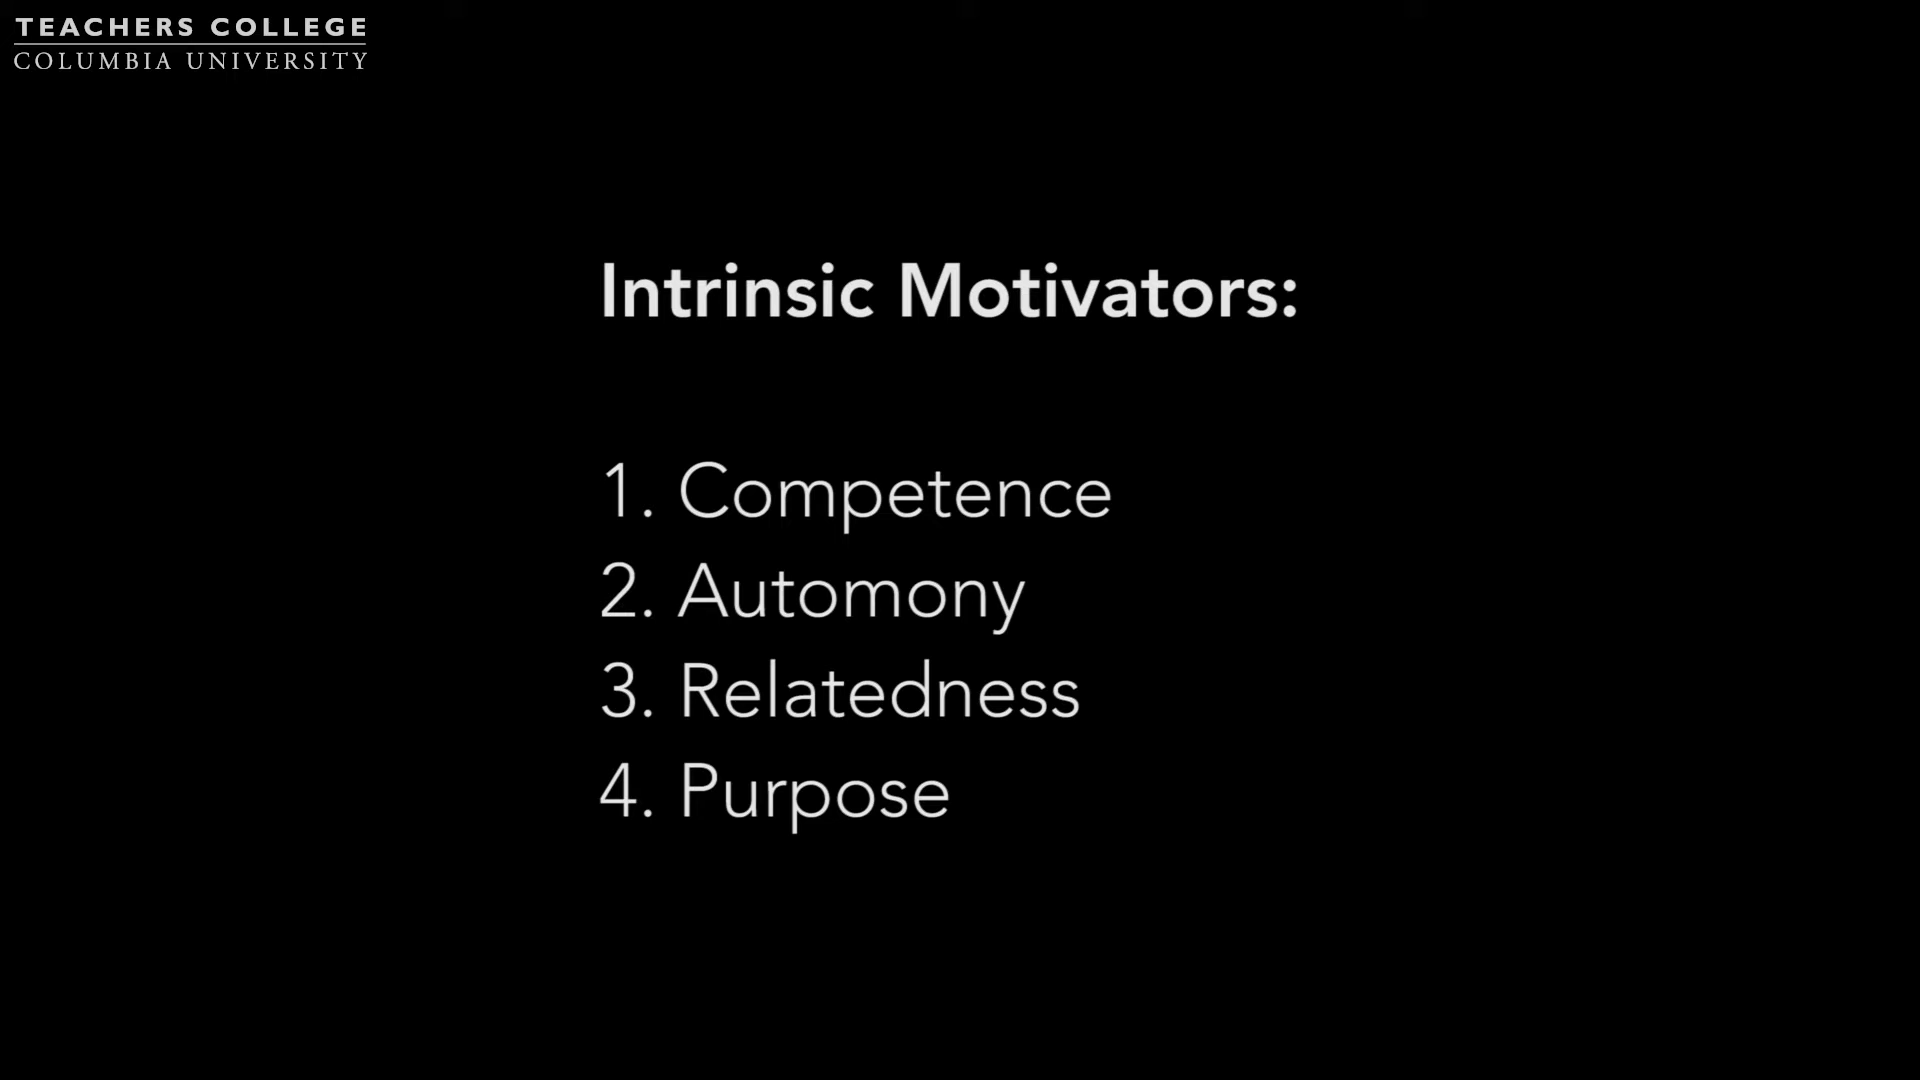 TEACHERS COLLEGE
COLUMBIA UNIVERSITY
Intrinsic Motivators:
1. Competence
2. Automony
3. Relatedness
4. Purpose